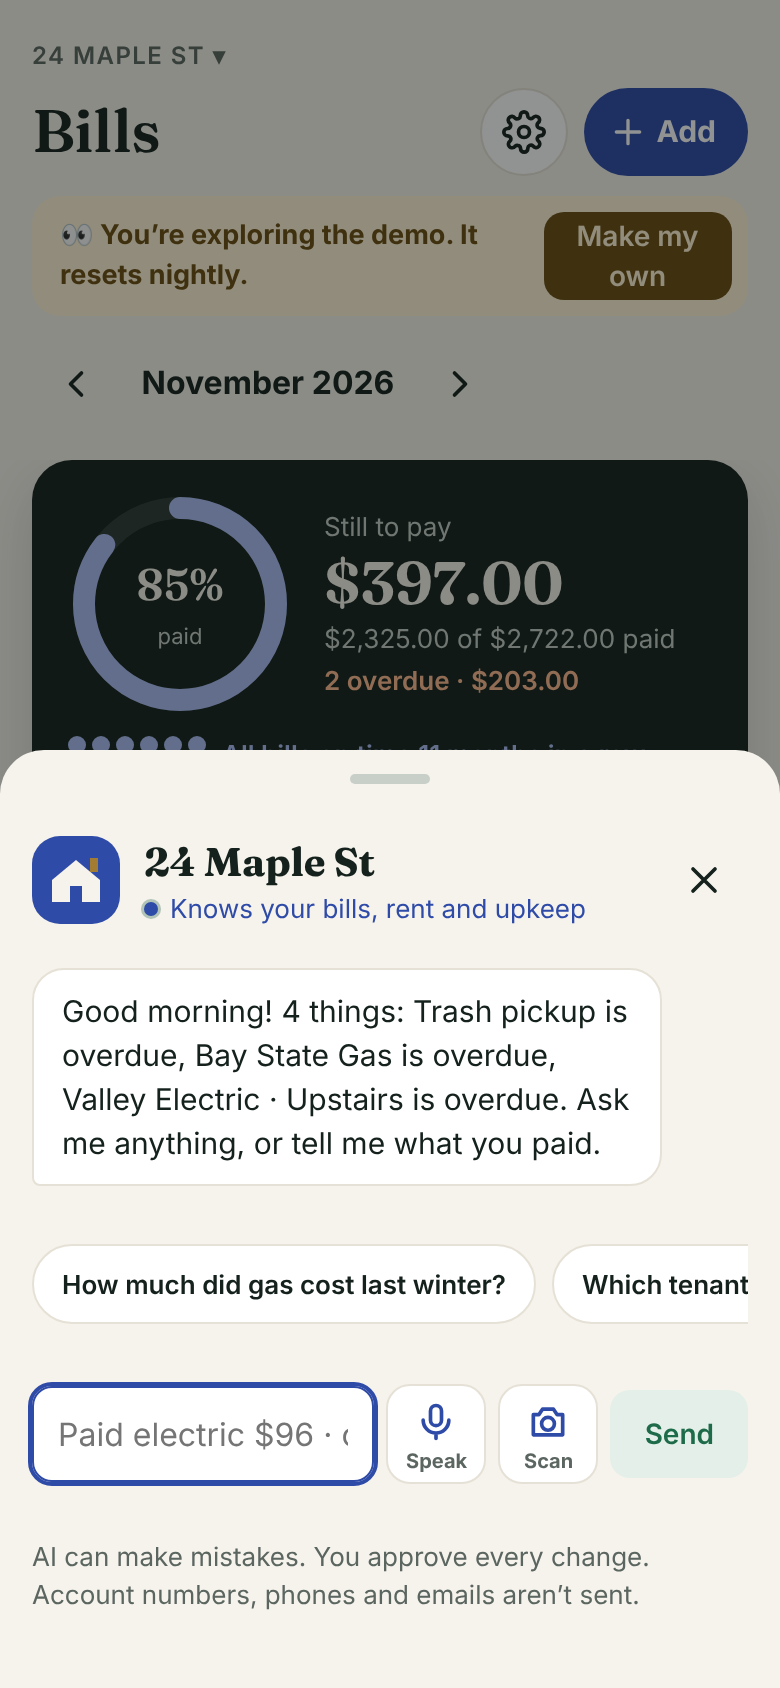 24 MAPLE ST ▾
Bills
+ Add
👀 You’re exploring the demo. It
resets nightly.
Make my
own
November 2026
85%
paid
Still to pay
$397.00
$2,325.00 of $2,722.00 paid
2 overdue · $203.00
24 Maple St
Knows your bills, rent and upkeep
Good morning! 4 things: Trash pickup is
overdue, Bay State Gas is overdue,
Valley Electric · Upstairs is overdue. Ask
me anything, or tell me what you paid.
How much did gas cost last winter?
Which tenant
Paid electric $96 ·
Speak
Scan
Send
AI can make mistakes. You approve every change.
Account numbers, phones and emails aren’t sent.